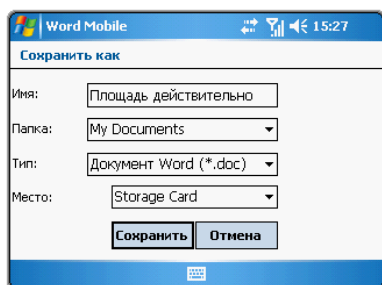 Word Mobile 15:27
Сохранить как
Имя: Площадь действительно
Папка: My Documents
Тип: Документ Word (*.doc)
Место: Storage Card
Сохранить Отмена